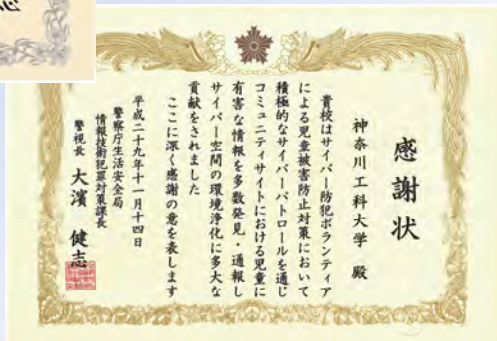 感謝状
神奈川工科大学 殿
貴校はサイバー防犯ボランティア
による児童被害防止対策において
積極的なサイバーパトロールを通じ
コミュニティサイトにおける児童に
有害な情報を多数発見・通報し
サイバー空間の環境浄化に多大な
貢献をされました
ここに深く感謝の意を表します
平成二十九年十一月十四日
警察庁生活安全局
情報技術犯罪対策課長
警視長 大濱 健志